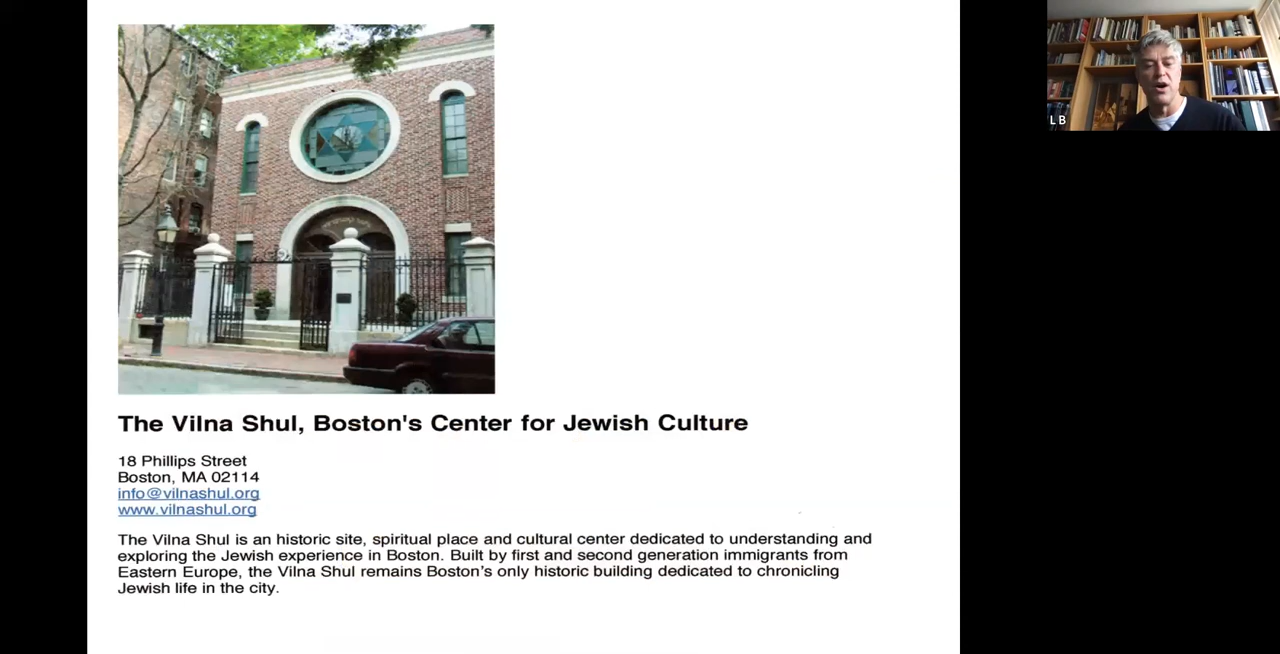 The Vilna Shul, Boston's Center for Jewish Culture
18 Phillips Street
Boston, MA 02114
info@vilnashul.org
www.vilnashul.org
The Vilna Shul is an historic site, spiritual place and cultural center dedicated to understanding and
exploring the Jewish experience in Boston. Built by first and second generation immigrants from
Eastern Europe, the Vilna Shul remains Boston’s only historic building dedicated to chronicling
Jewish life in the city.
L B